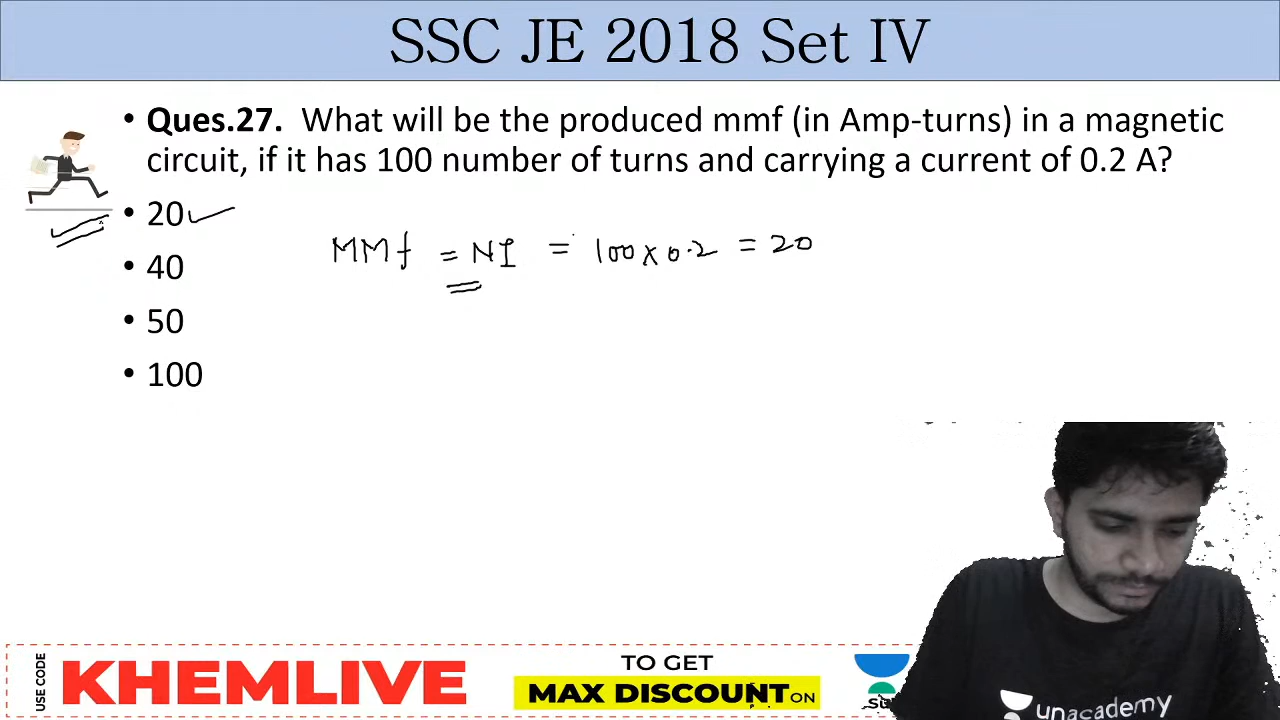 SSC JE 2018 Set IV
• Ques.27. What will be the produced mmf (in Amp-turns) in a magnetic
circuit, if it has 100 number of turns and carrying a current of 0.2 A?
• 20
MMf = NI = 100 x 0.2 = 20
• 40
• 50
• 100
USE CODE
KHEMLIVE
TO GET
MAX DISCOUNT ON
unacademy